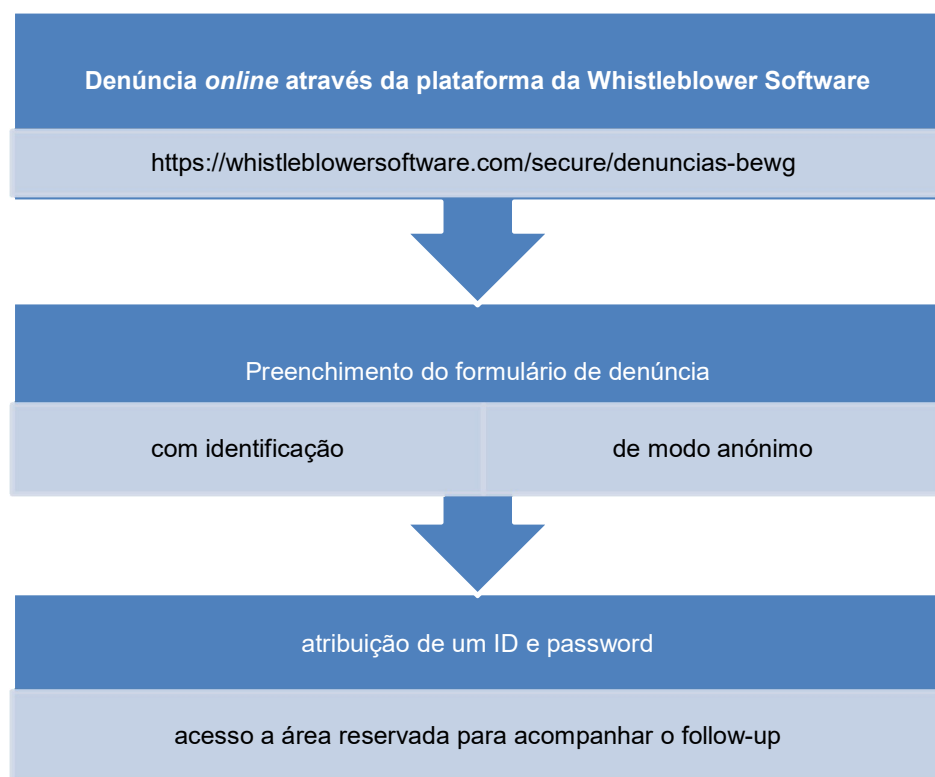 Denúncia online através da plataforma da Whistleblower Software
https://whistleblowersoftware.com/secure/denuncias-bewg
Preenchimento do formulário de denúncia
com identificação
de modo anónimo
atribuição de um ID e password
acesso a área reservada para acompanhar o follow-up